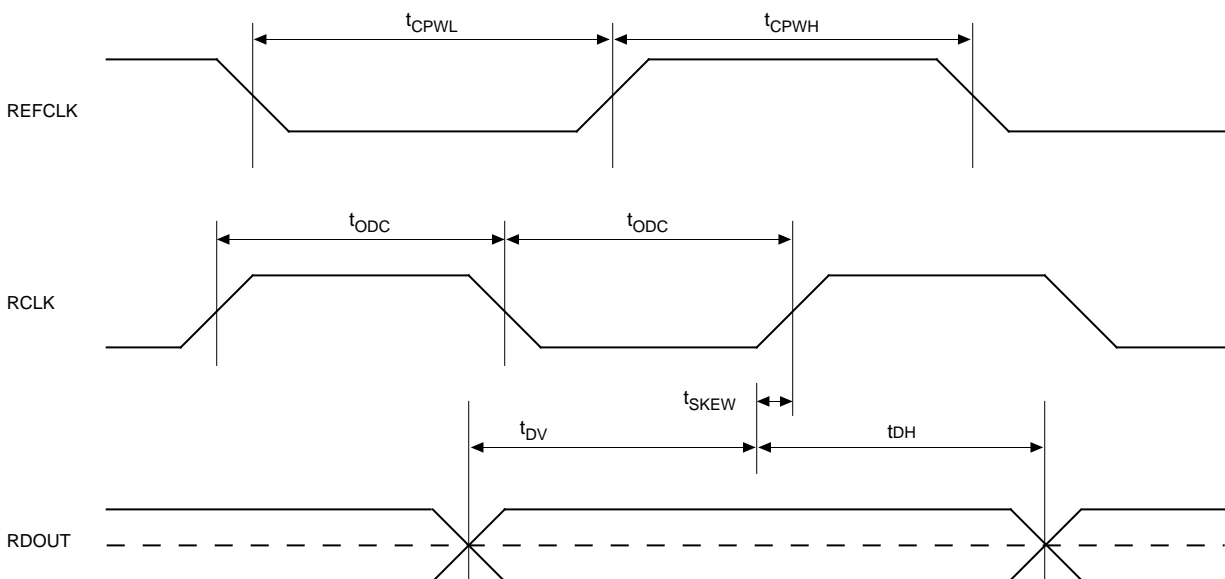 tCPWL tCPWH
REFCLK
tODC tODC
RCLK
tSKEW
tDV tDH
RDOUT